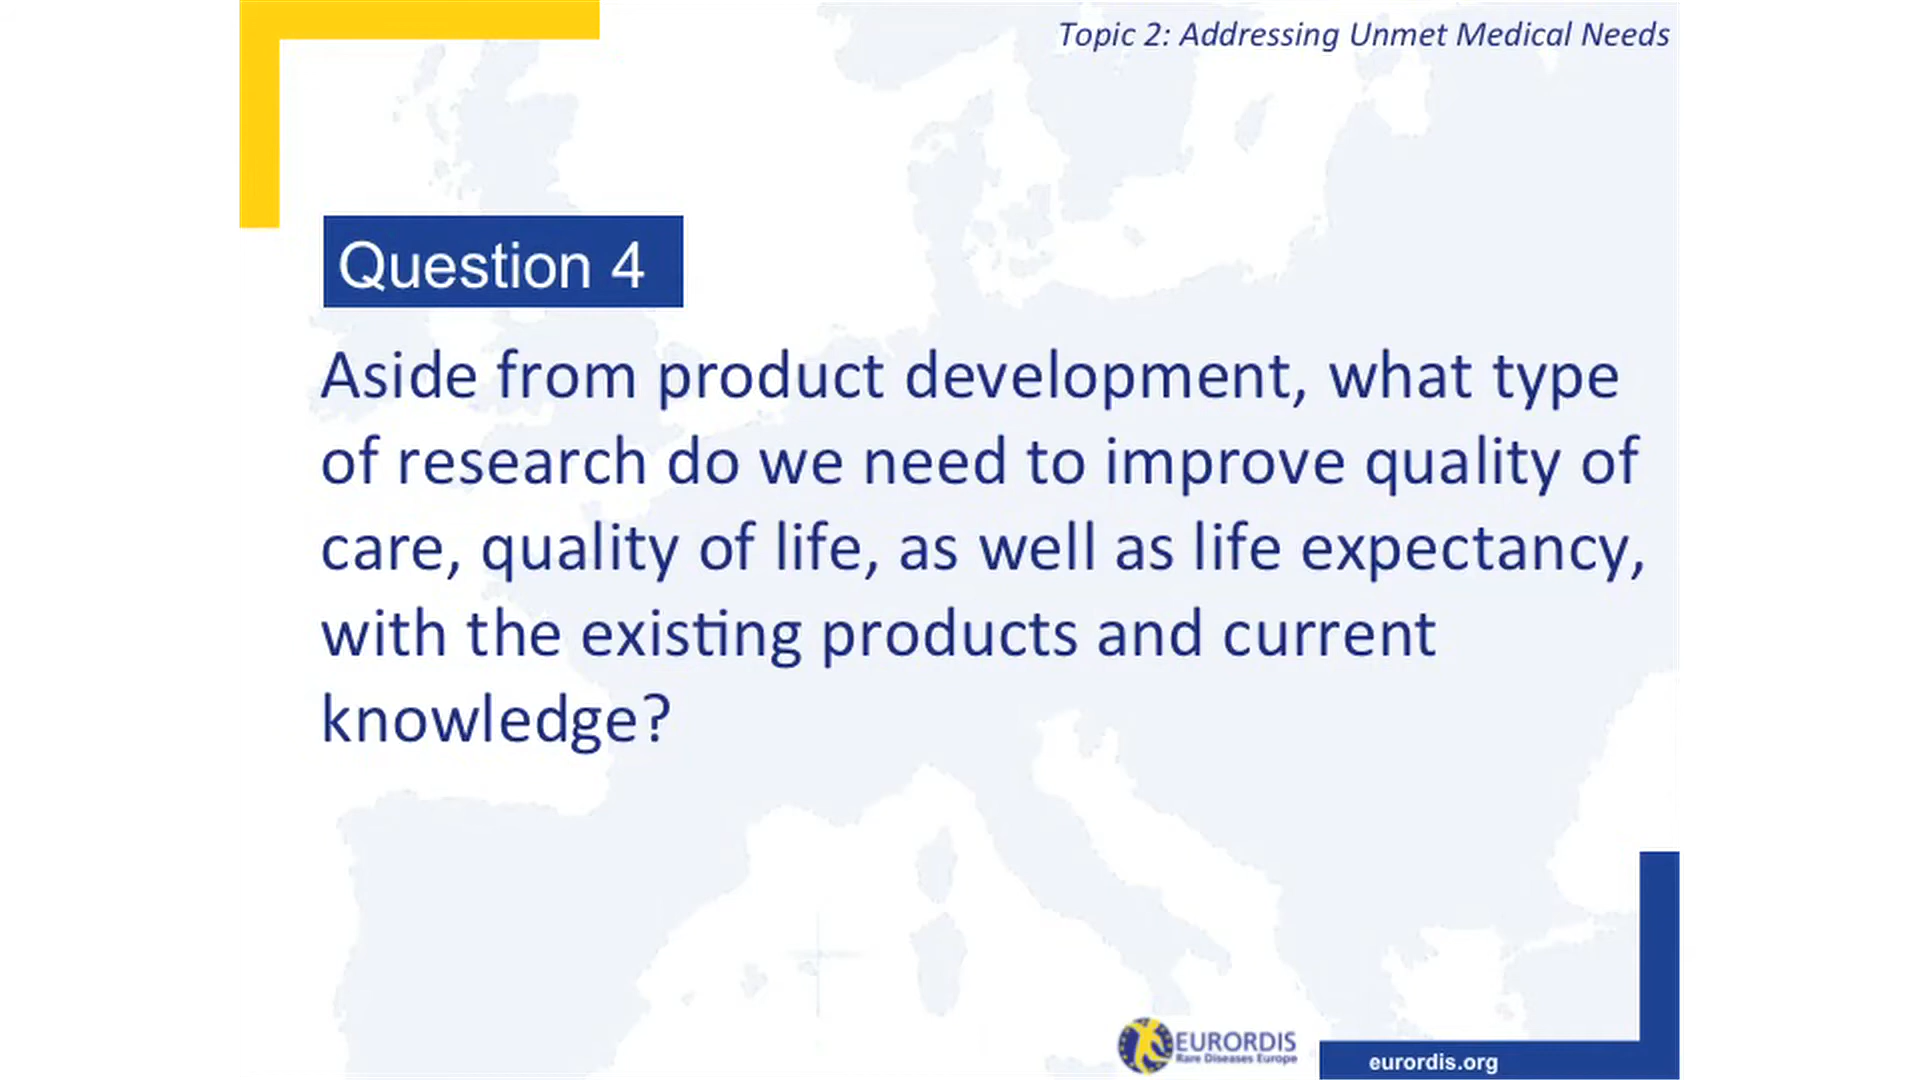 Topic 2: Addressing Unmet Medical Needs
Question 4
Aside from product development, what type
of research do we need to improve quality of
care, quality of life, as well as life expectancy,
with the existing products and current
knowledge?
EURORDIS
Rare Diseases Europe
eurordis.org